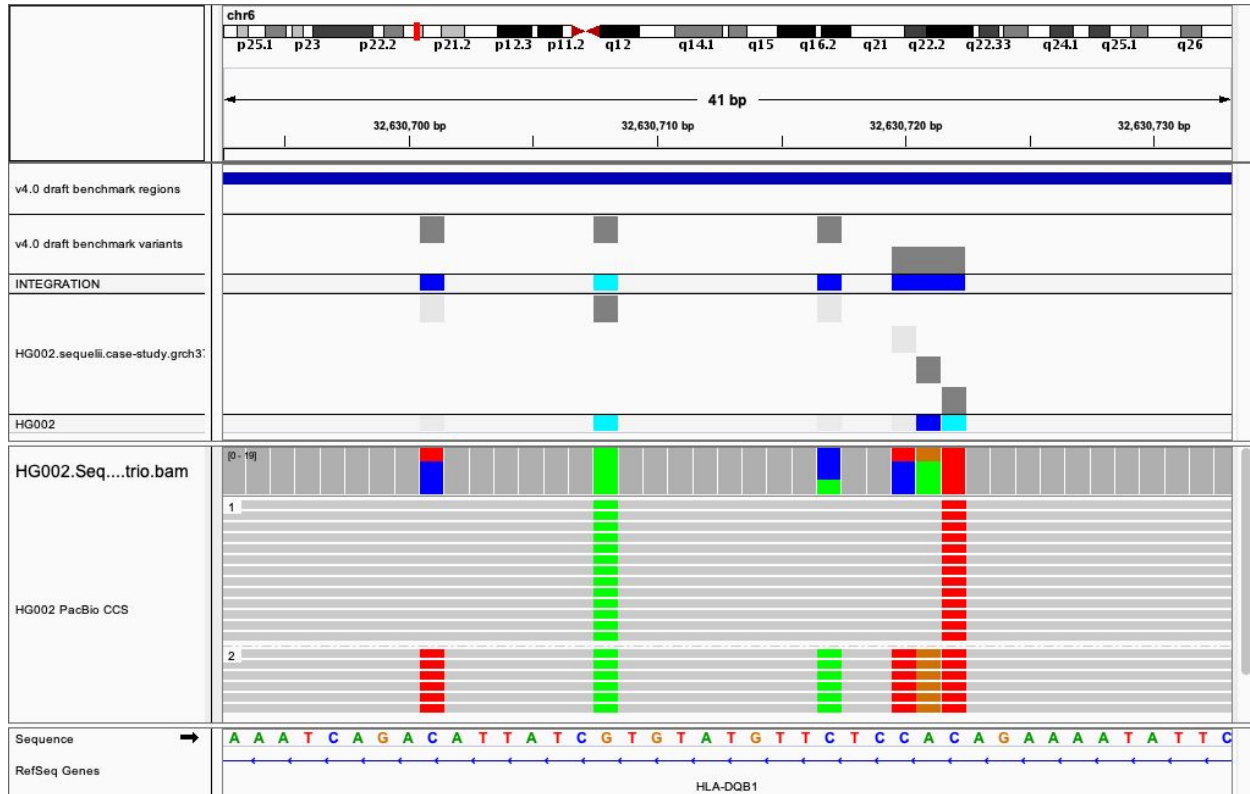 chr6
p25.1 p23 p22.2 p21.2 p12.3 p11.2 q12 q14.1 q15 q16.2 q21 q22.2 q22.33 q24.1 q25.1 q26
41 bp
32,630,700 bp 32,630,710 bp 32,630,720 bp 32,630,730 bp
v4.0 draft benchmark regions
v4.0 draft benchmark variants
INTEGRATION
HG002.sequelii.case-study.grch37
HG002
HG002.Seq....trio.bam
[0 - 19]
1
HG002 PacBio CCS
2
Sequence A A A T C A G A C A T T A T C G T G T A T G T T C T C C A C A G A A A A T A T T C
RefSeq Genes
HLA-DQB1